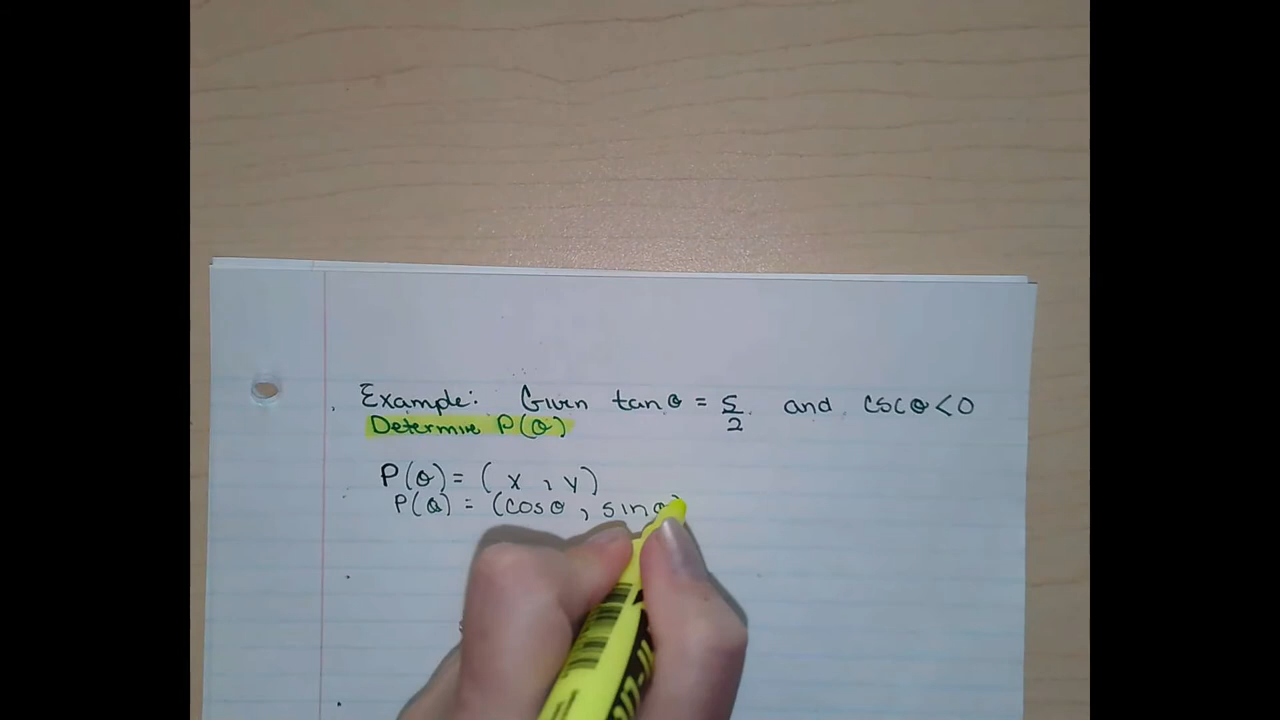 Example: Given tanθ = 5/2 and cscθ<0
Determine P(θ)
P(θ) = ( x , y )
P(θ) = (cosθ , sinθ)